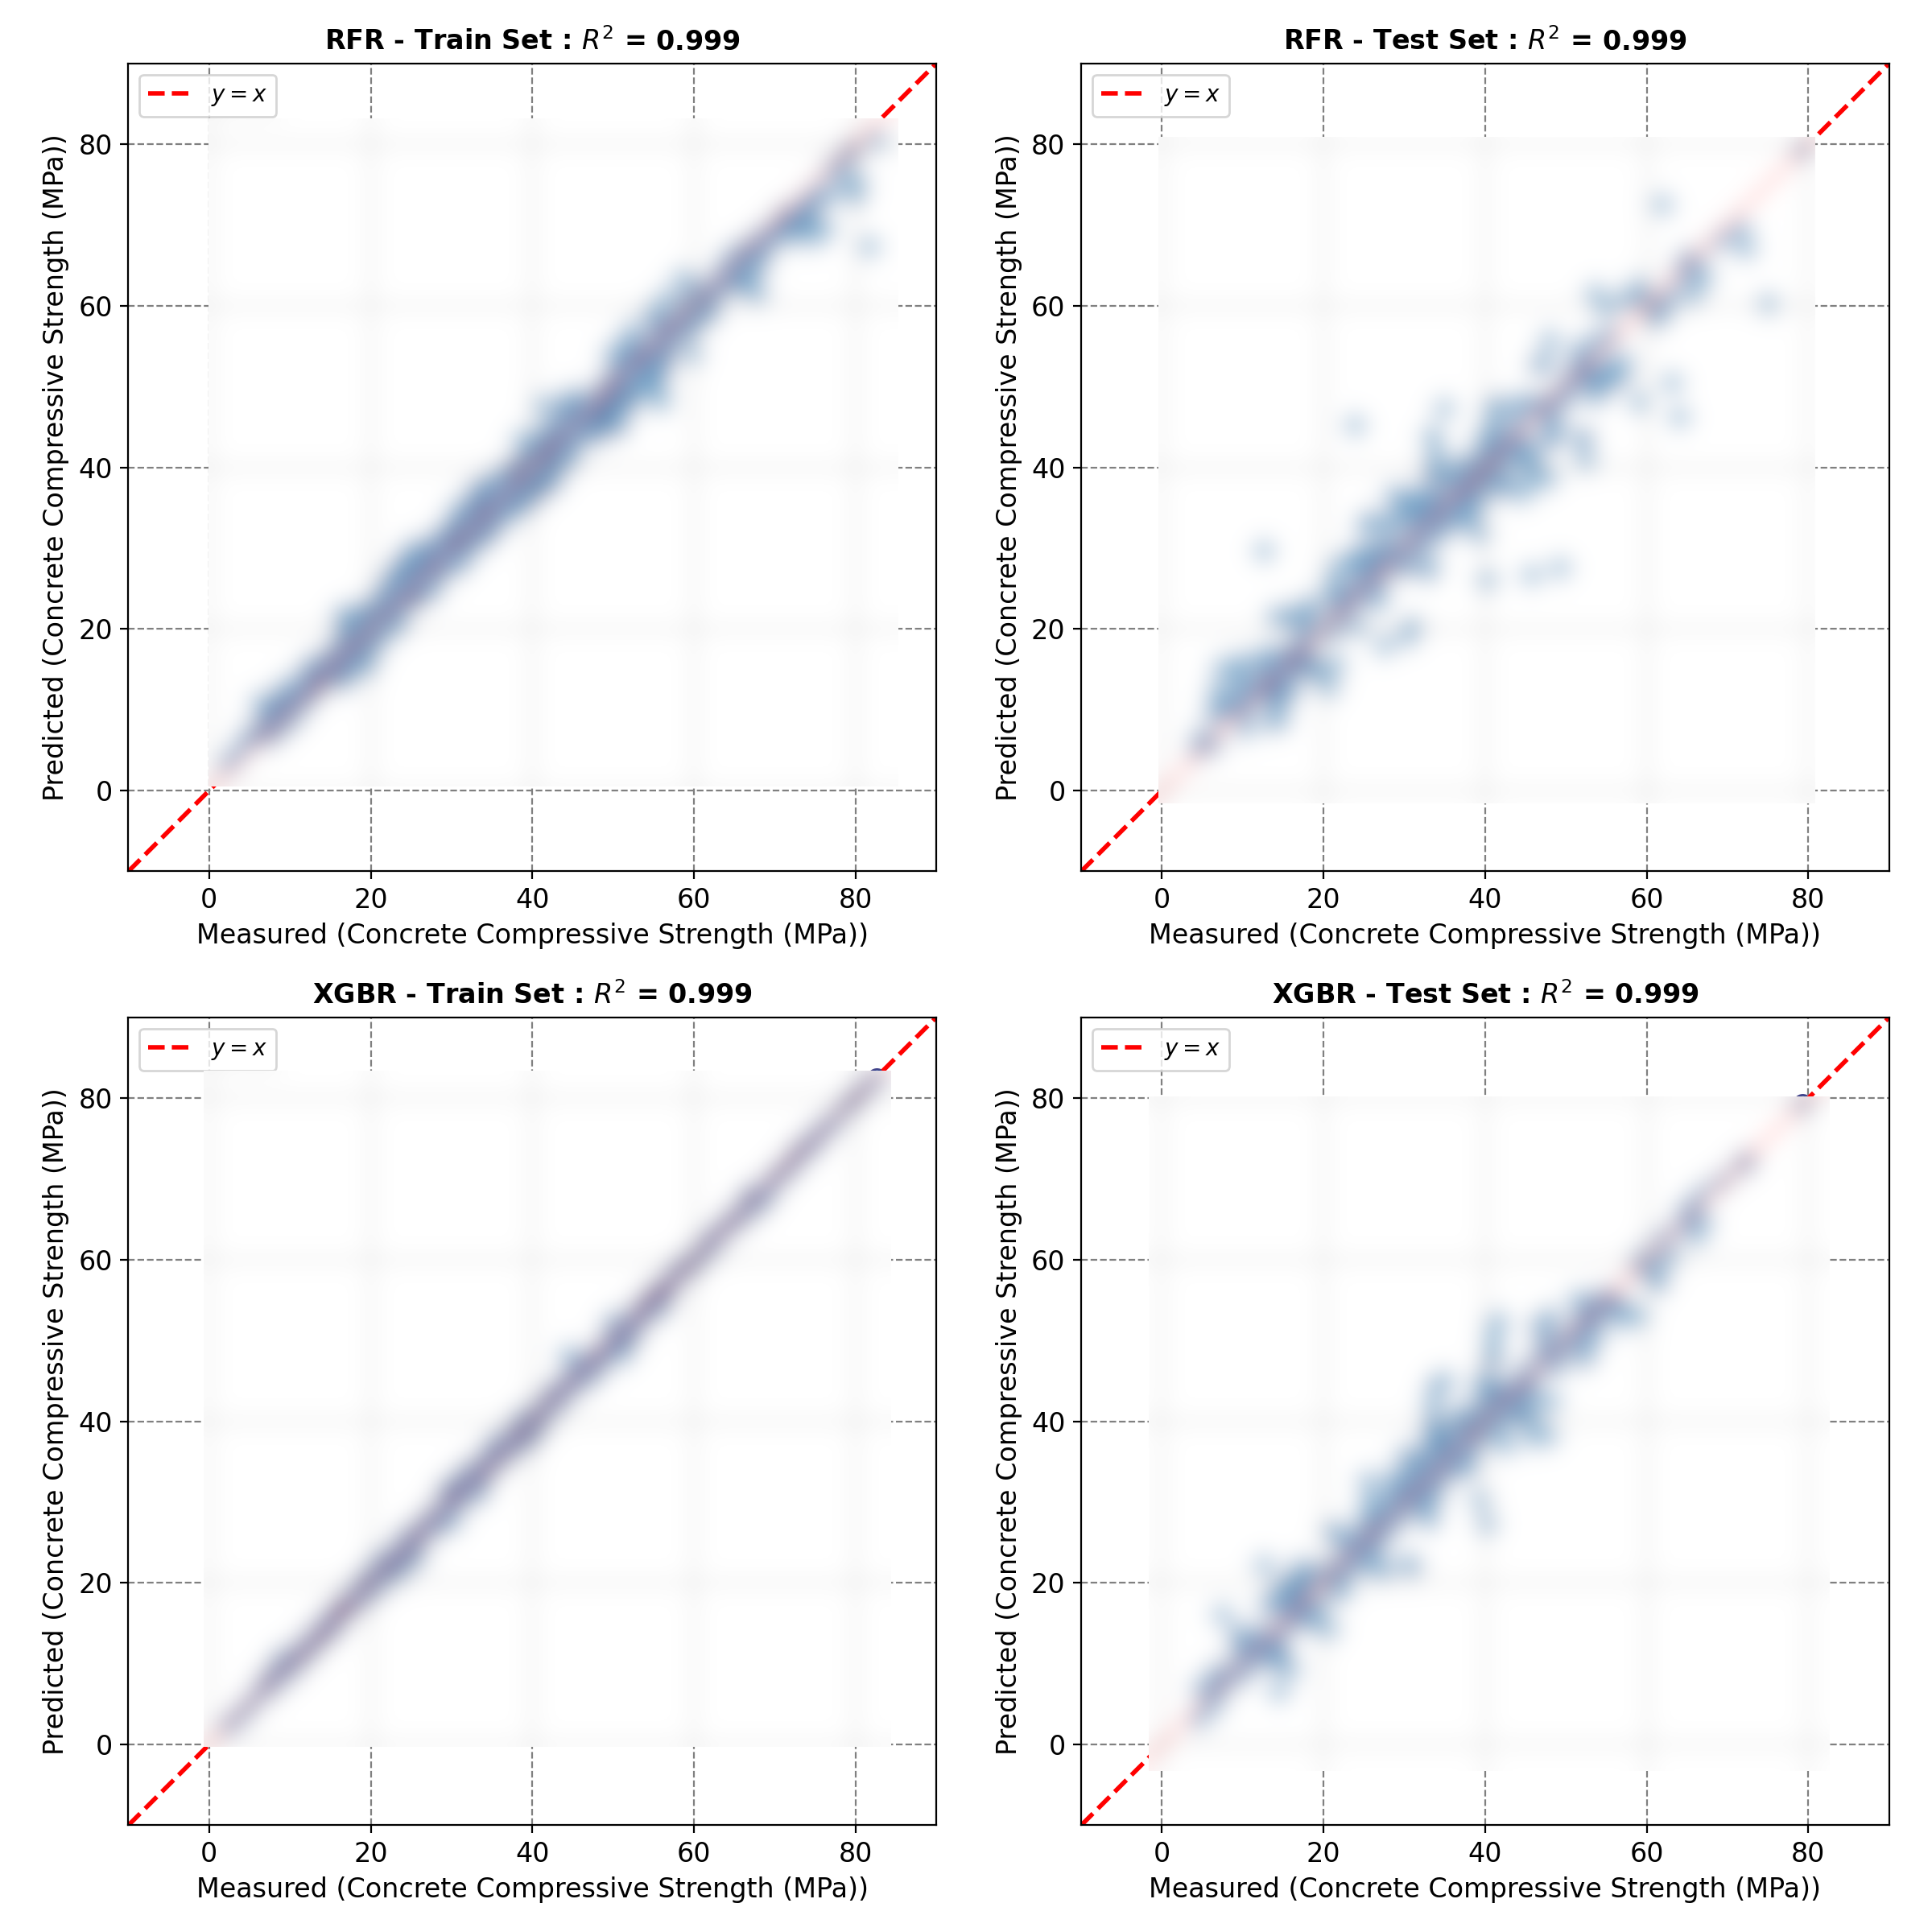 RFR - Train Set : R² = 0.999
y = x
80
60
40
20
0
0 20 40 60 80
Predicted (Concrete Compressive Strength (MPa))
Measured (Concrete Compressive Strength (MPa))
RFR - Test Set : R² = 0.999
y = x
80
60
40
20
0
0 20 40 60 80
Predicted (Concrete Compressive Strength (MPa))
Measured (Concrete Compressive Strength (MPa))
XGBR - Train Set : R² = 0.999
y = x
80
60
40
20
0
0 20 40 60 80
Predicted (Concrete Compressive Strength (MPa))
Measured (Concrete Compressive Strength (MPa))
XGBR - Test Set : R² = 0.999
y = x
80
60
40
20
0
0 20 40 60 80
Predicted (Concrete Compressive Strength (MPa))
Measured (Concrete Compressive Strength (MPa))